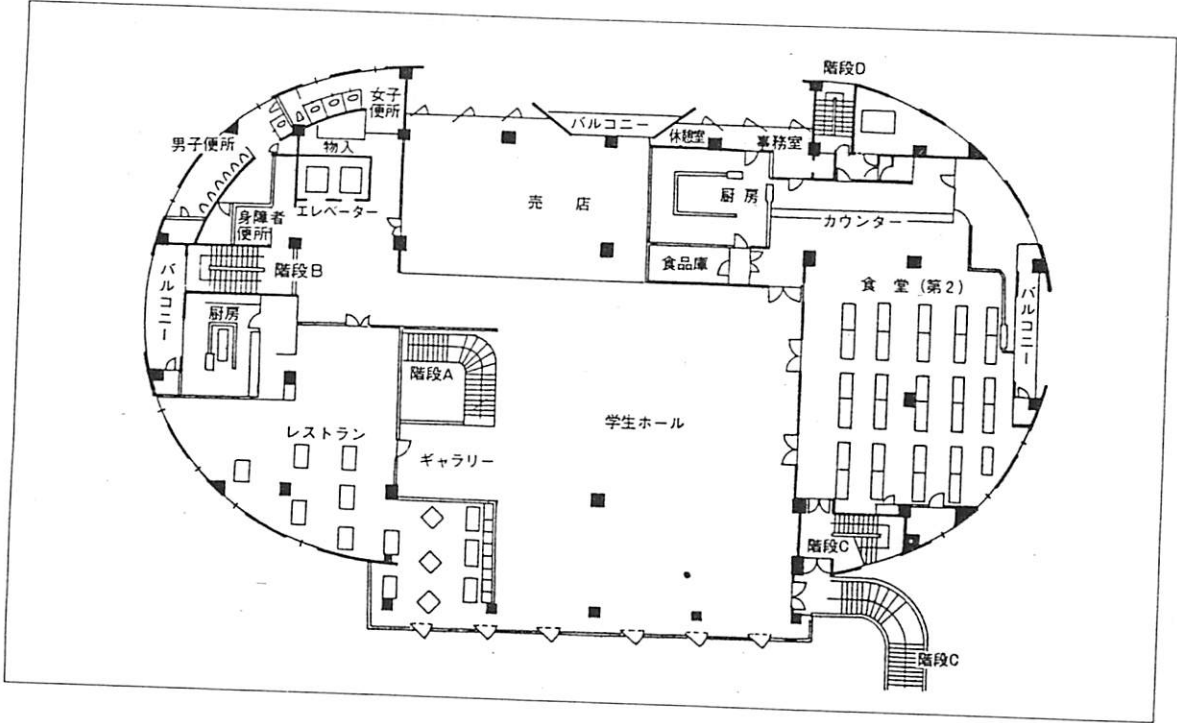 階段D
女子
便所
バルコニー
休憩室
事務室
男子便所
物入
厨房
売店
エレベーター
カウンター
身障者
便所
食品庫
階段B
食堂(第2)
バルコニー
バルコニー
厨房
階段A
学生ホール
レストラン
ギャラリー
階段C
階段C